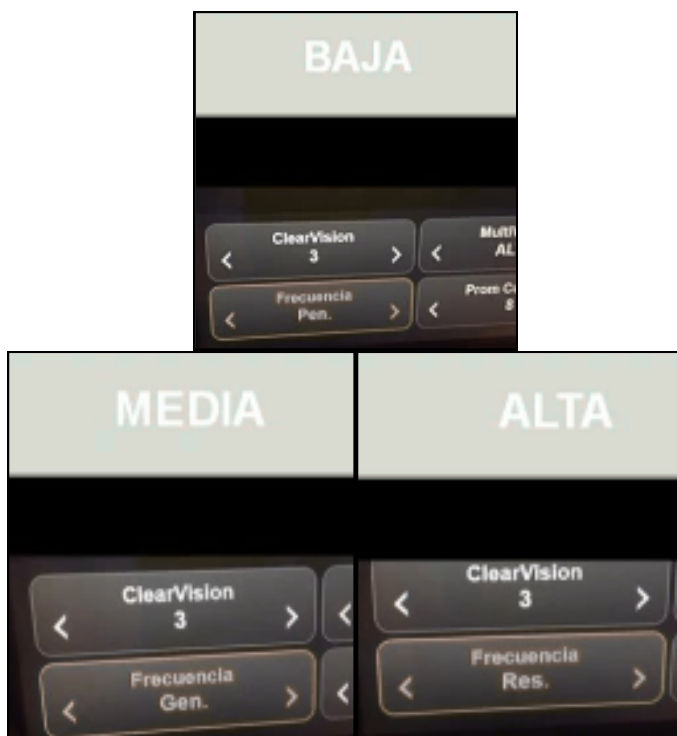 BAJA
ClearVision
3
Frecuencia
Pen.
MEDIA
ClearVision
3
Frecuencia
Gen.
ALTA
ClearVision
3
Frecuencia
Res.